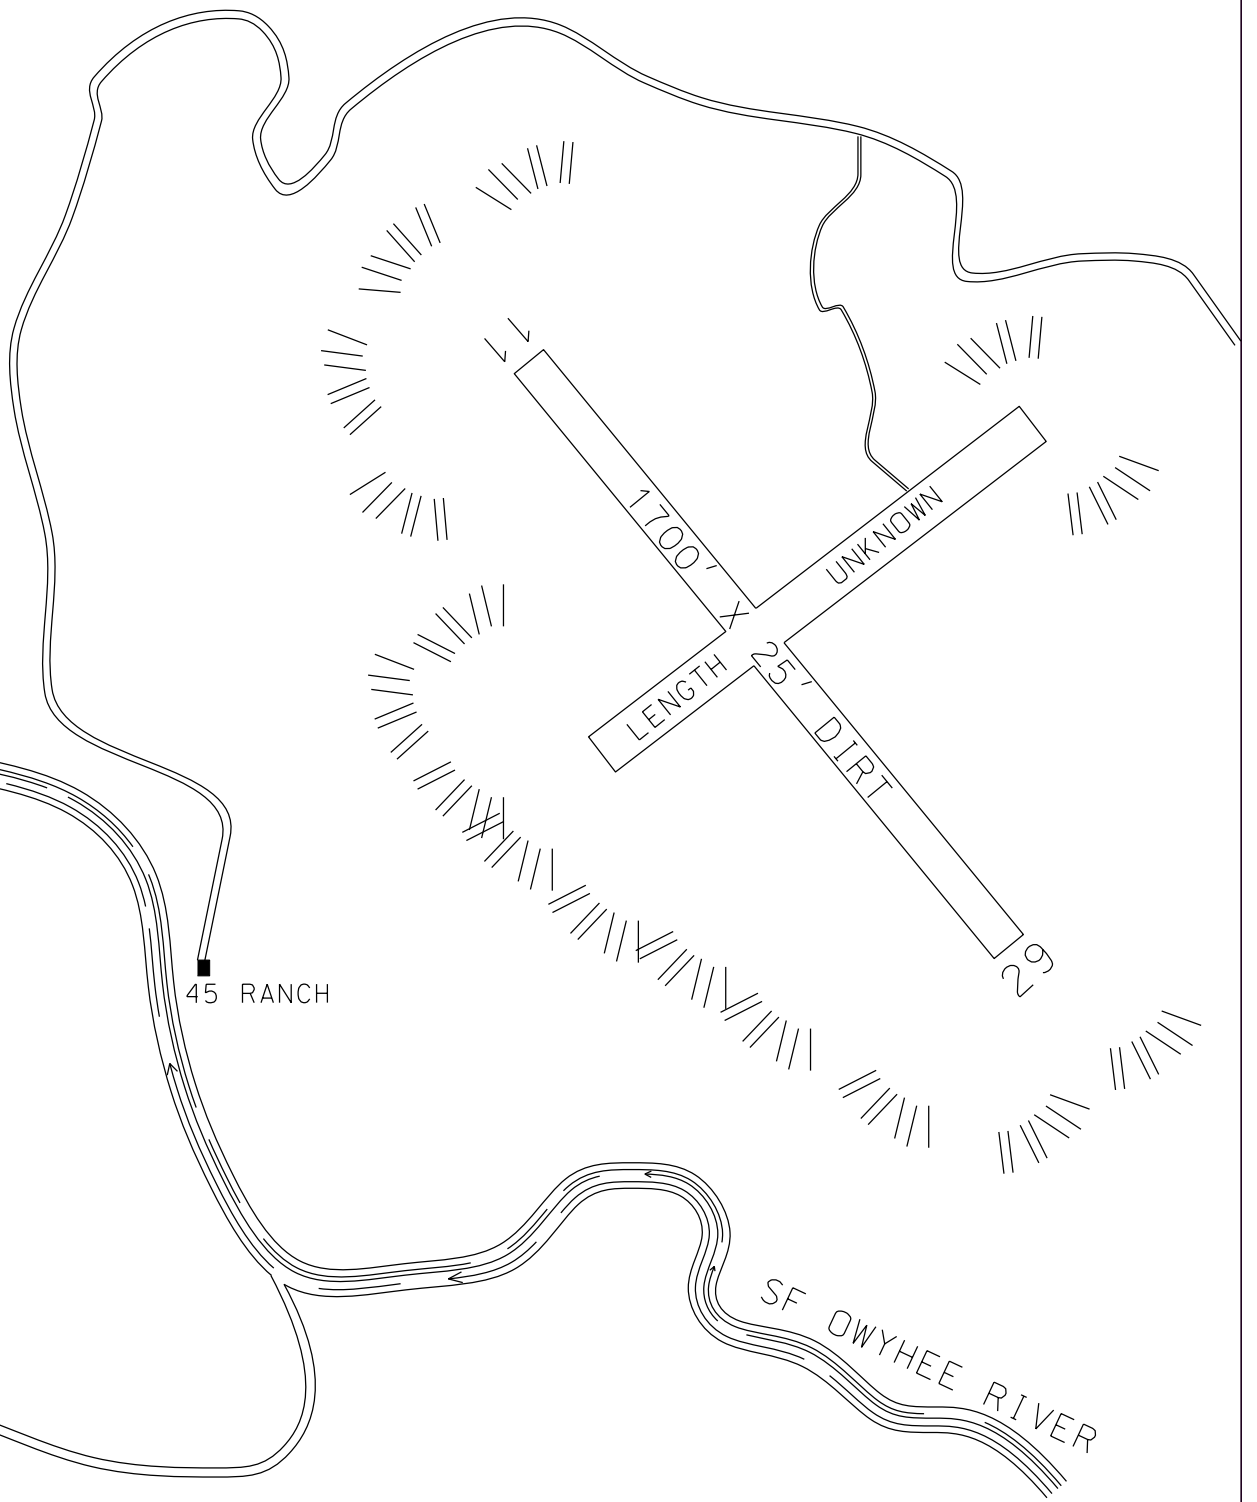 11
1700' X 25' DIRT
LENGTH UNKNOWN
29
45 RANCH
SF OWYHEE RIVER